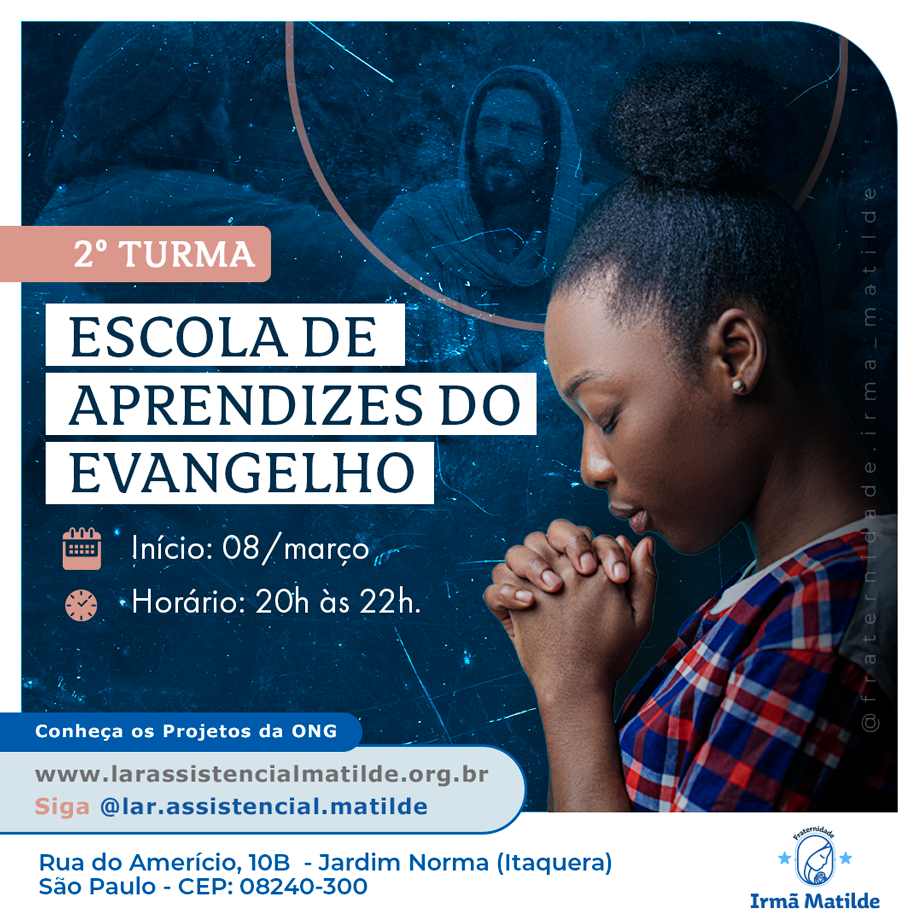 2º TURMA
ESCOLA DE
APRENDIZES DO
EVANGELHO
Início: 08/março
Horário: 20h às 22h.
@fraternidade.irma_matilde
Conheça os Projetos da ONG
www.larassistencialmatilde.org.br
Siga @lar.assistencial.matilde
Rua do Amerício, 10B - Jardim Norma (Itaquera)
São Paulo - CEP: 08240-300
Fraternidade
Irmã Matilde